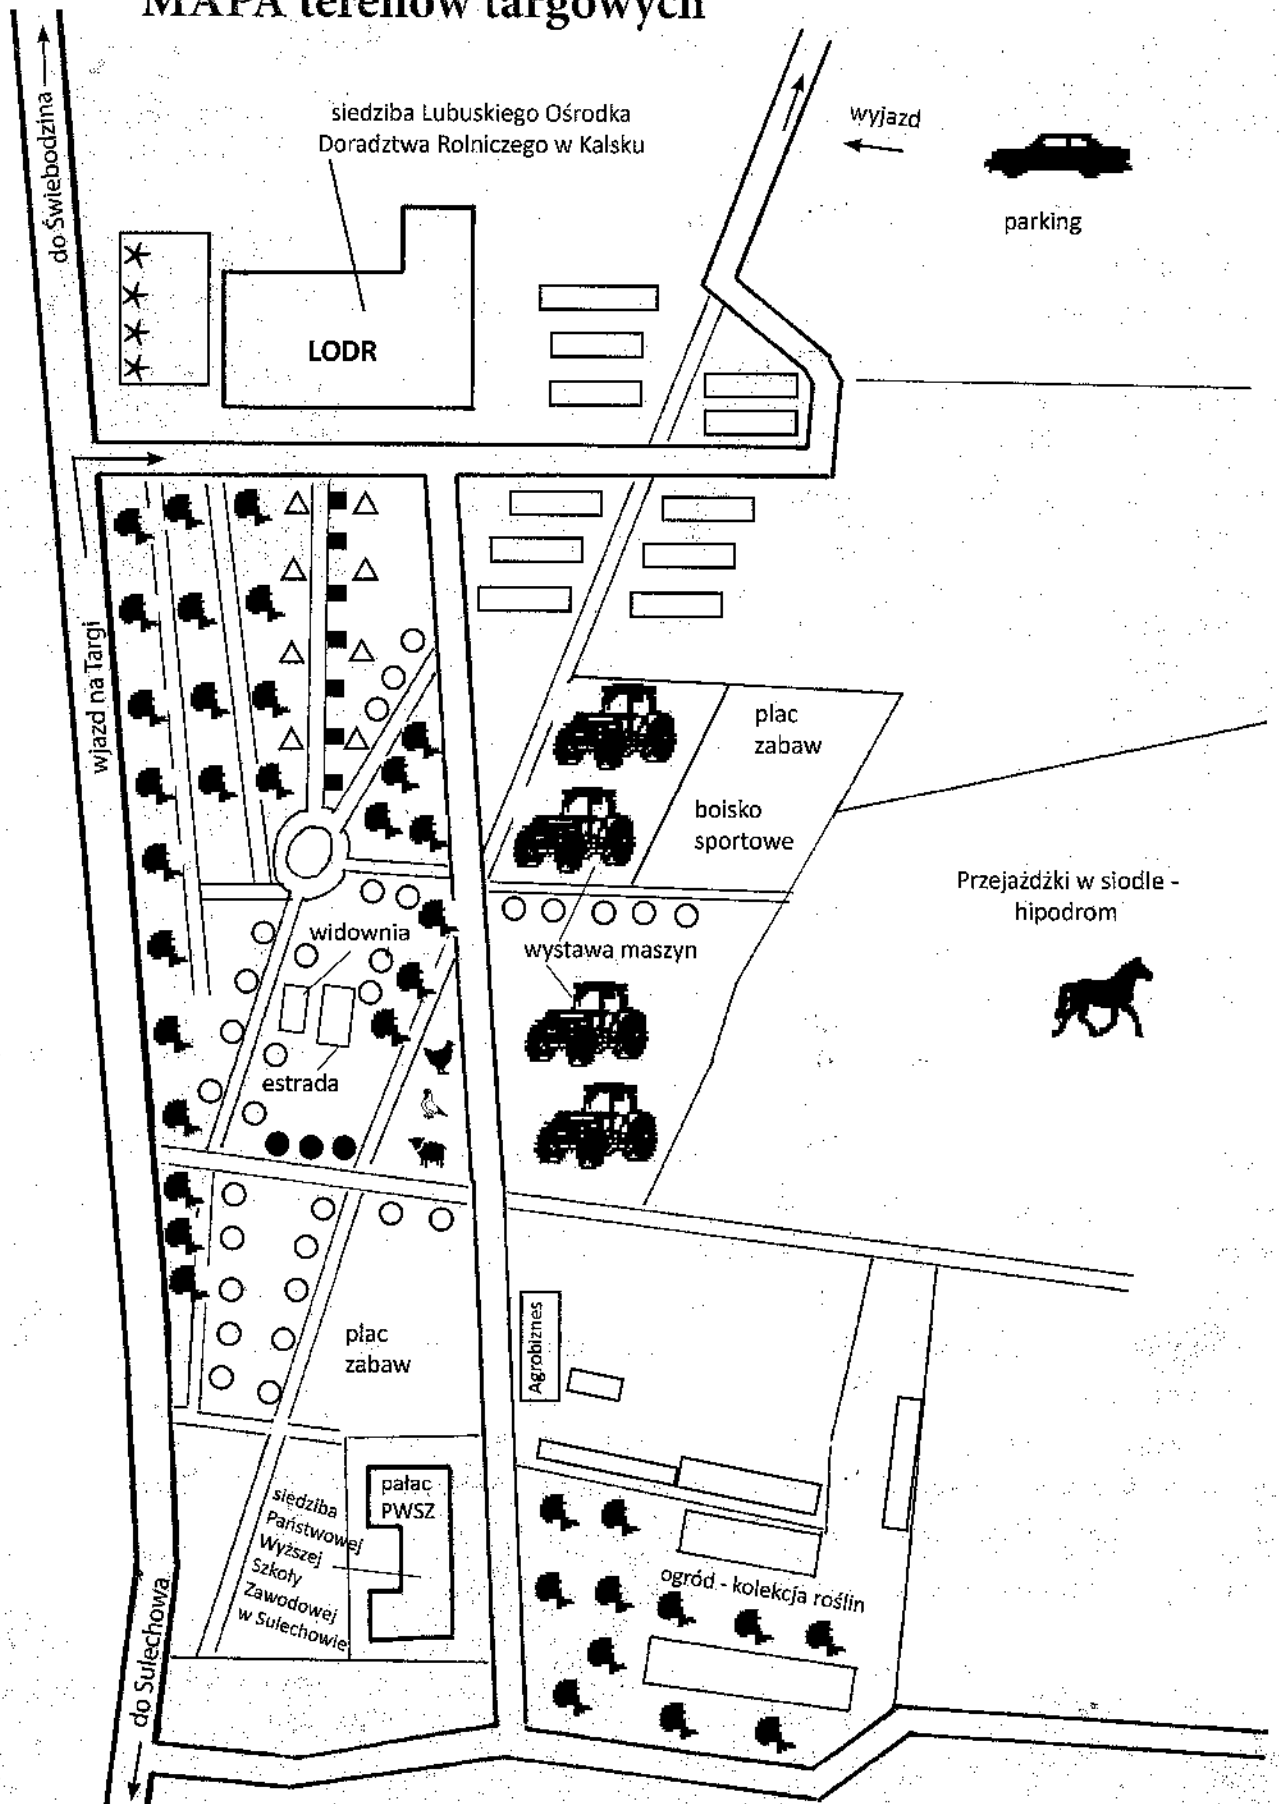 MAPA terenów targowych
do Świebodzina
siedziba Lubuskiego Ośrodka
Doradztwa Rolniczego w Kalsku
wyjazd
parking
LODR
wjazd na Targi
plac
zabaw
boisko
sportowe
Przejażdżki w siodle -
hipodrom
widownia
wystawa maszyn
estrada
plac
zabaw
Agrobiznes
pałac
PWSZ
siedziba
Państwowej
Wyższej
Szkoły
Zawodowej
w Sulechowie
ogród - kolekcja roślin
do Sulechowa